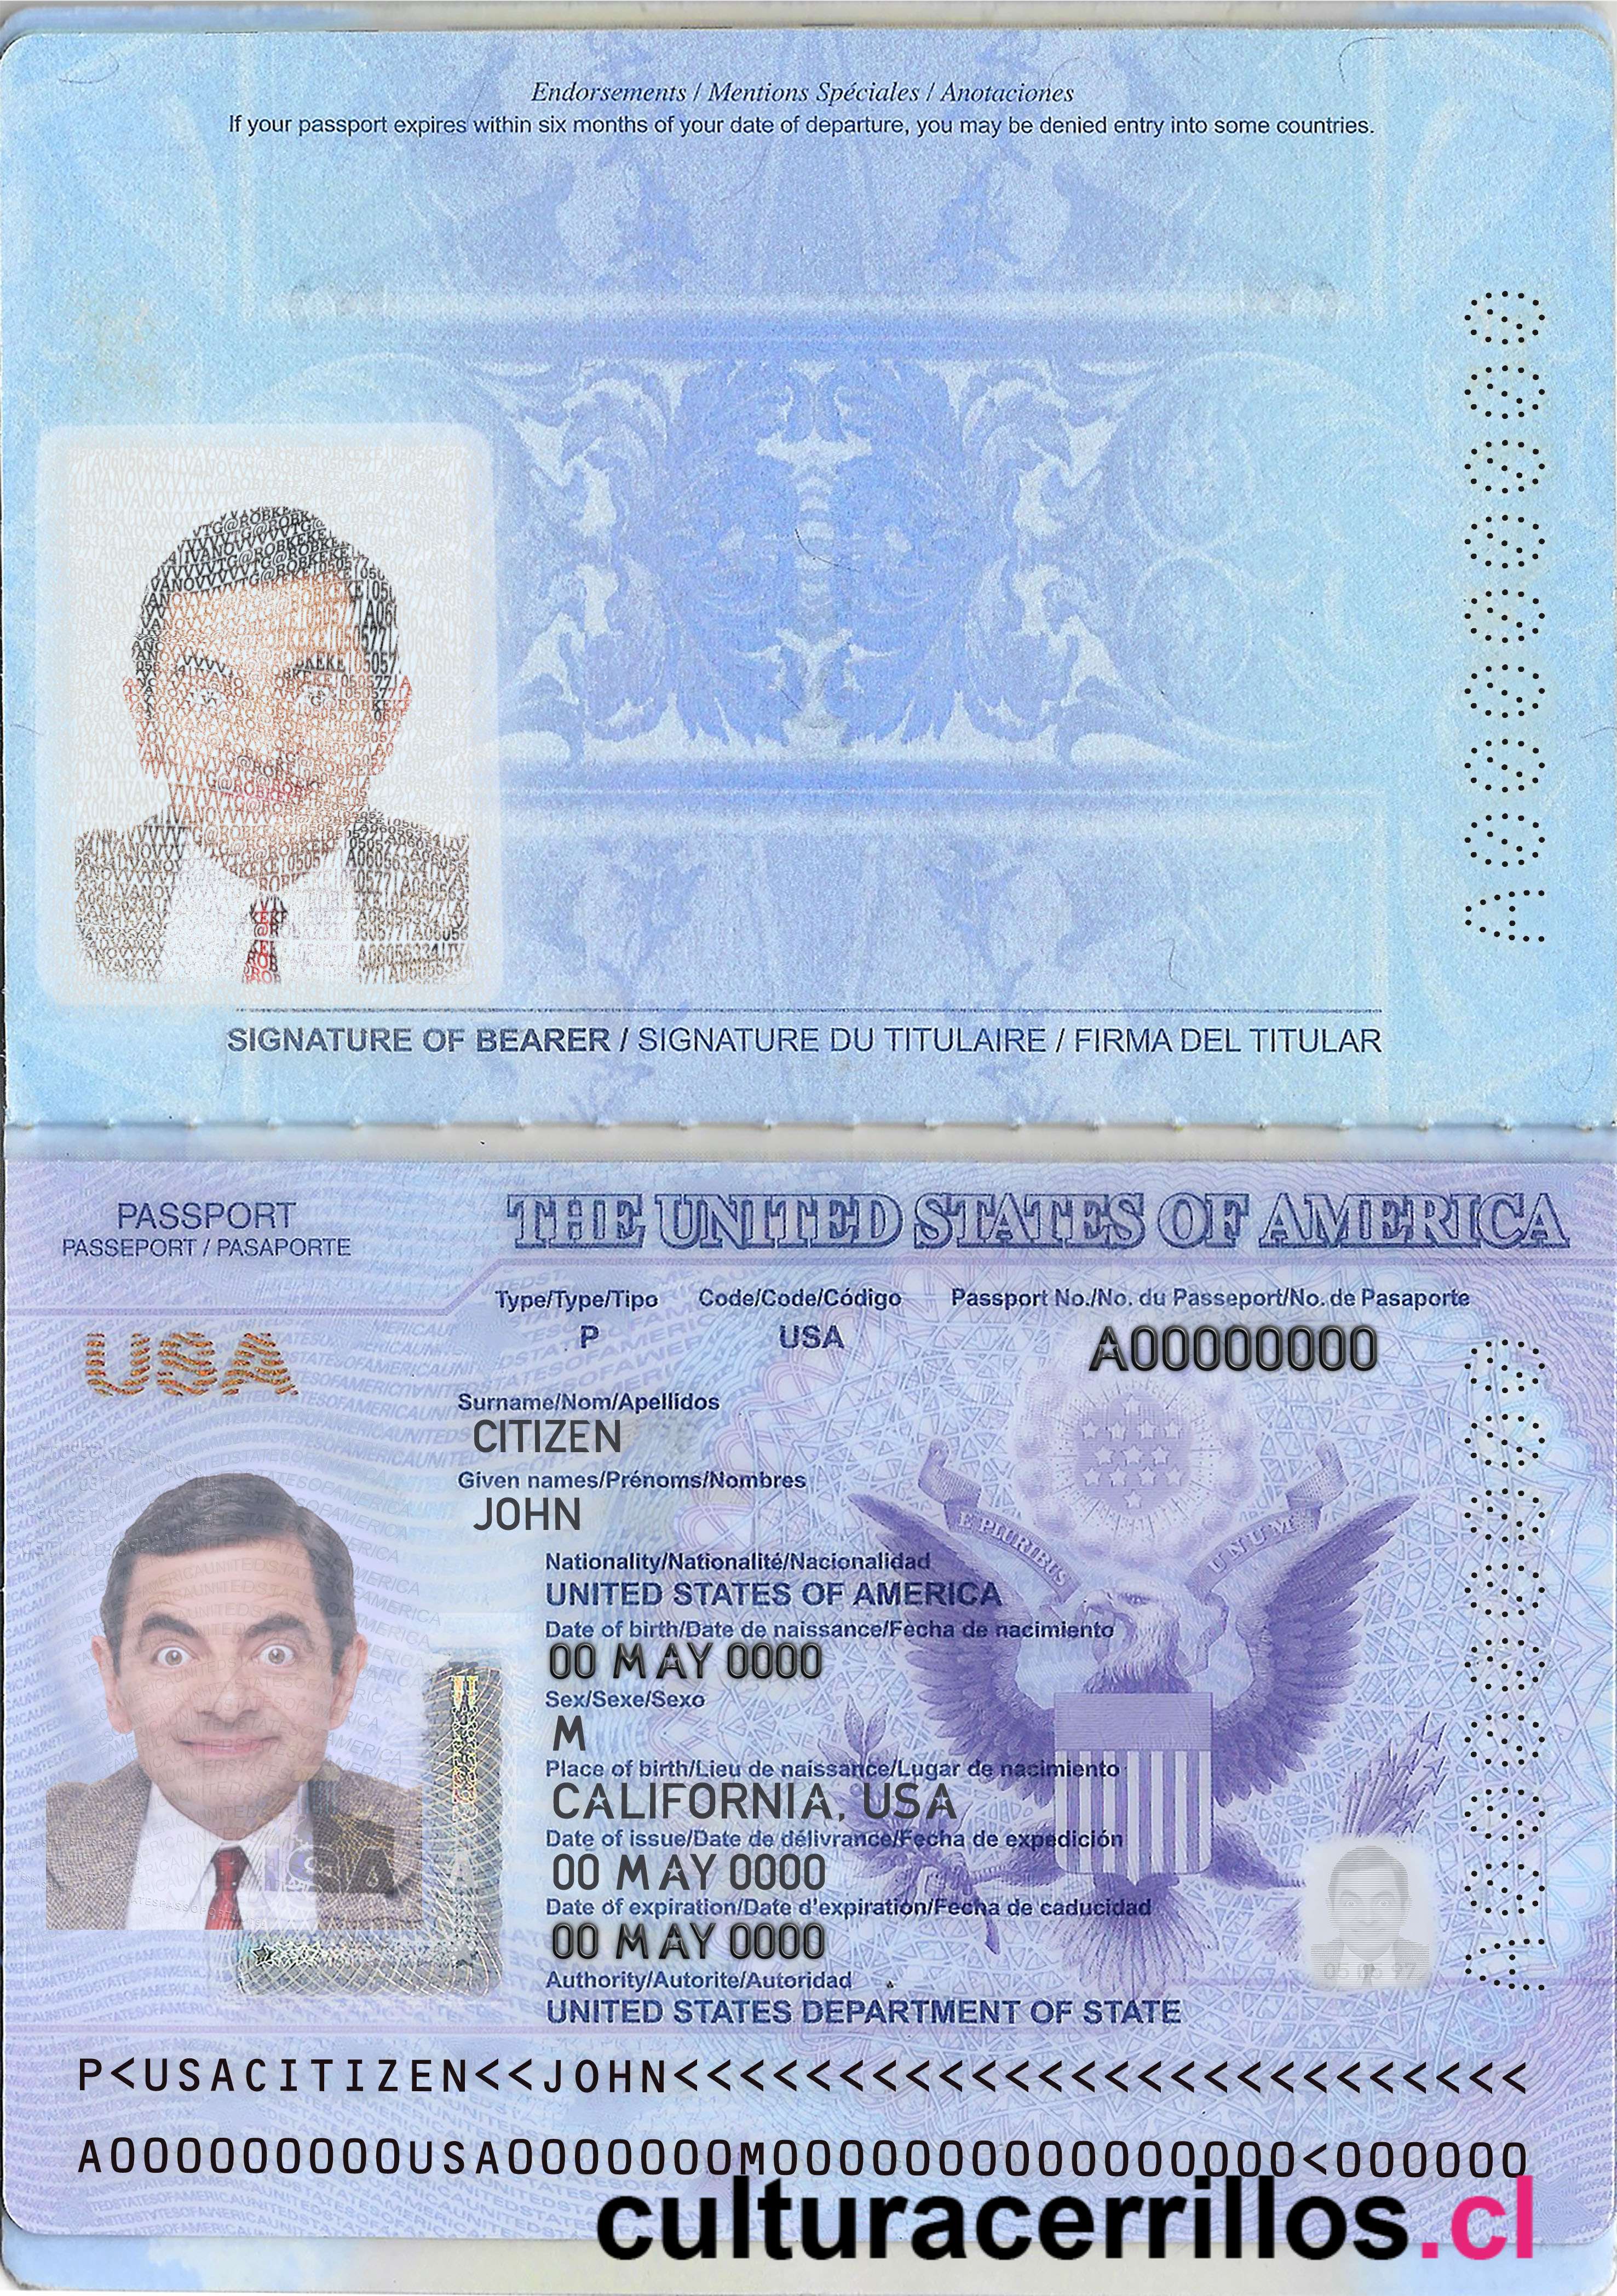 Endorsements / Mentions Spéciales / Anotaciones
If your passport expires within six months of your date of departure, you may be denied entry into some countries.
SIGNATURE OF BEARER / SIGNATURE DU TITULAIRE / FIRMA DEL TITULAR
PASSPORT
PASSEPORT / PASAPORTE
THE UNITED STATES OF AMERICA
Type/Type/Tipo Code/Code/Código Passport No./No. du Passeport/No. de Pasaporte
P USA A00000000
USA
Surname/Nom/Apellidos
CITIZEN
Given names/Prénoms/Nombres
JOHN
E PLURIBUS UNUM
Nationality/Nationalité/Nacionalidad
UNITED STATES OF AMERICA
Date of birth/Date de naissance/Fecha de nacimiento
00 MAY 0000
Sex/Sexe/Sexo
M
Place of birth/Lieu de naissance/Lugar de nacimiento
CALIFORNIA, USA
Date of issue/Date de délivrance/Fecha de expedición
00 MAY 0000
Date of expiration/Date d'expiration/Fecha de caducidad
00 MAY 0000
Authority/Autorite/Autoridad
UNITED STATES DEPARTMENT OF STATE
A00000000
P<USACITIZEN<<JOHN<<<<<<<<<<<<<<<<<<<<<<<<<<
A0000000000USA0000000M0000000000000000<000000
culturacerrillos.cl